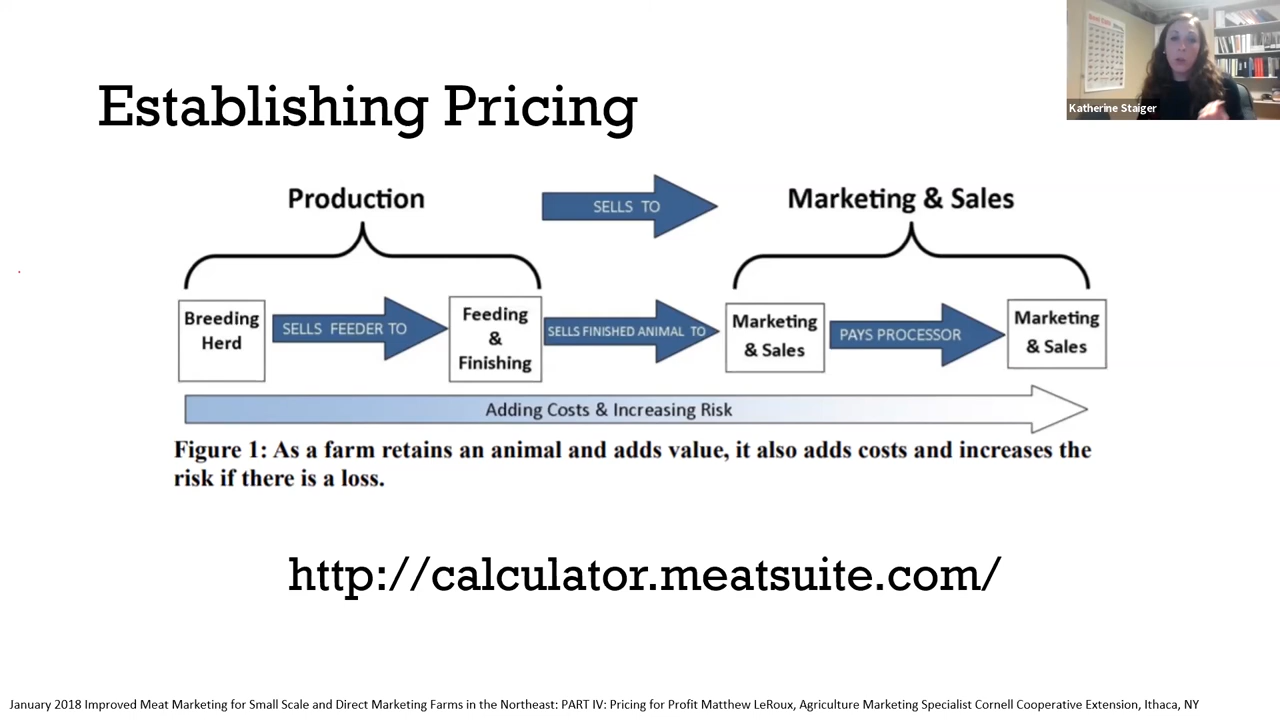 Establishing Pricing
Katherine Staiger
Production
SELLS TO
Marketing & Sales
Breeding
Herd
SELLS FEEDER TO
Feeding
&
Finishing
SELLS FINISHED ANIMAL TO
Marketing
& Sales
PAYS PROCESSOR
Marketing
& Sales
Adding Costs & Increasing Risk
Figure 1: As a farm retains an animal and adds value, it also adds costs and increases the
risk if there is a loss.
http://calculator.meatsuite.com/
January 2018 Improved Meat Marketing for Small Scale and Direct Marketing Farms in the Northeast: PART IV: Pricing for Profit Matthew LeRoux, Agriculture Marketing Specialist Cornell Cooperative Extension, Ithaca, NY